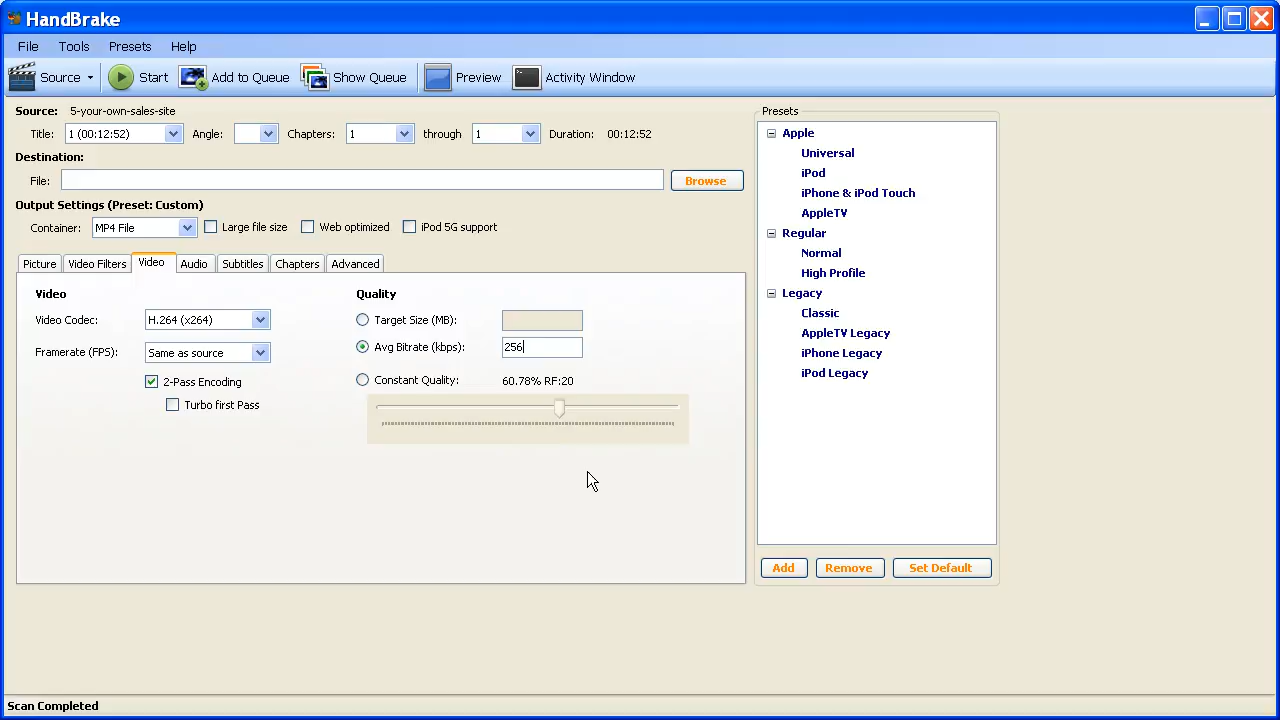 HandBrake
File Tools Presets Help
Source Start Add to Queue Show Queue Preview Activity Window
Source: 5-your-own-sales-site
Title: 1 (00:12:52) Angle: Chapters: 1 through 1 Duration: 00:12:52
Destination:
File: Browse
Output Settings (Preset: Custom)
Container: MP4 File Large file size Web optimized iPod 5G support
Picture Video Filters Video Audio Subtitles Chapters Advanced
Video
Video Codec: H.264 (x264)
Framerate (FPS): Same as source
2-Pass Encoding
Turbo first Pass
Quality
Target Size (MB):
Avg Bitrate (kbps): 256
Constant Quality: 60.78% RF:20
Presets
Apple
Universal
iPod
iPhone & iPod Touch
AppleTV
Regular
Normal
High Profile
Legacy
Classic
AppleTV Legacy
iPhone Legacy
iPod Legacy
Add Remove Set Default
Scan Completed